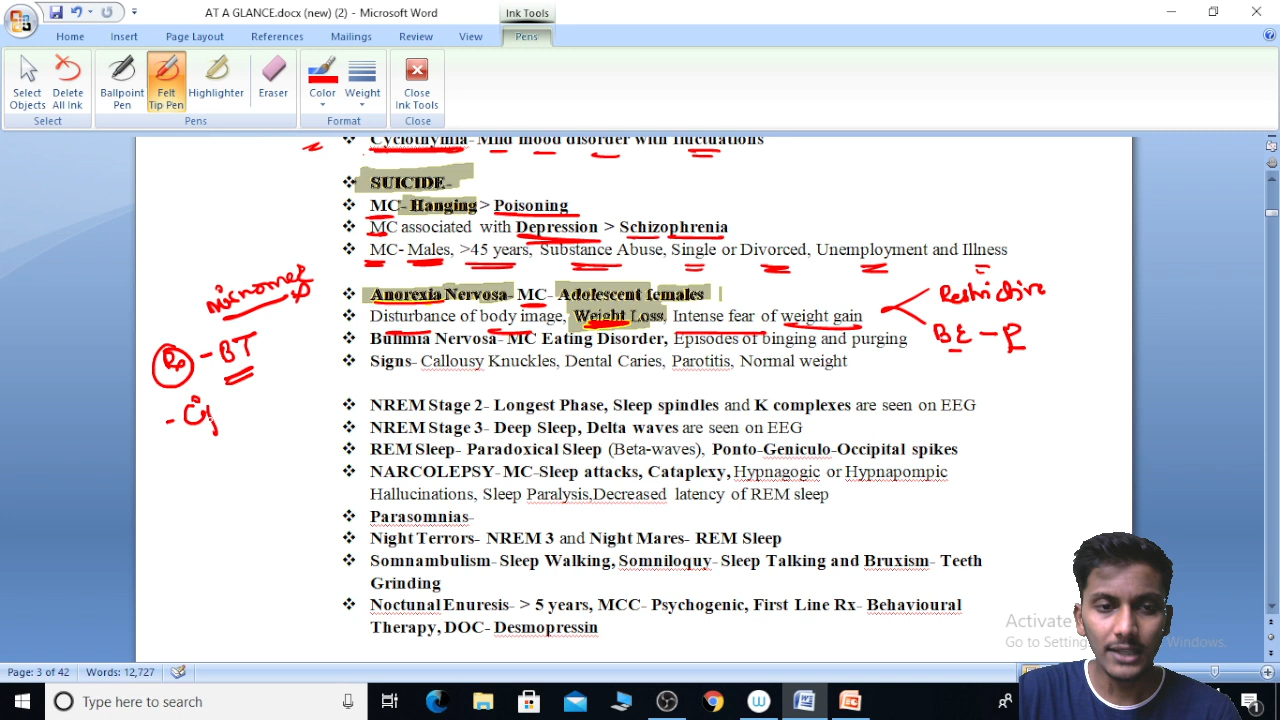 AT A GLANCE.docx (new) (2) - Microsoft Word
Ink Tools
Home Insert Page Layout References Mailings Review View Pens
Select Objects
Delete All Ink
Ballpoint Pen
Felt Tip Pen
Highlighter
Eraser
Color
Weight
Close Ink Tools
Select Pens Format Close
Cyclothymia- Mild mood disorder with fluctuations
SUICIDE-
MC- Hanging > Poisoning
MC associated with Depression > Schizophrenia
MC- Males, >45 years, Substance Abuse, Single or Divorced, Unemployment and Illness
Anorexia Nervosa- MC- Adolescent females
Disturbance of body image, Weight Loss, Intense fear of weight gain
Bulimia Nervosa- MC Eating Disorder, Episodes of binging and purging
Signs- Callousy Knuckles, Dental Caries, Parotitis, Normal weight
Restrictive
BE - P
Rx - BT
NREM Stage 2- Longest Phase, Sleep spindles and K complexes are seen on EEG
NREM Stage 3- Deep Sleep, Delta waves are seen on EEG
REM Sleep- Paradoxical Sleep (Beta-waves), Ponto-Geniculo-Occipital spikes
NARCOLEPSY- MC-Sleep attacks, Cataplexy, Hypnagogic or Hypnapompic
Hallucinations, Sleep Paralysis,Decreased latency of REM sleep
Parasomnias-
Night Terrors- NREM 3 and Night Mares- REM Sleep
Somnambulism- Sleep Walking, Somniloquy- Sleep Talking and Bruxism- Teeth
Grinding
Noctunal Enuresis- > 5 years, MCC- Psychogenic, First Line Rx- Behavioural
Therapy, DOC- Desmopressin
Activate
Go to Setting Windows.
Page: 3 of 42 Words: 12,727
Type here to search